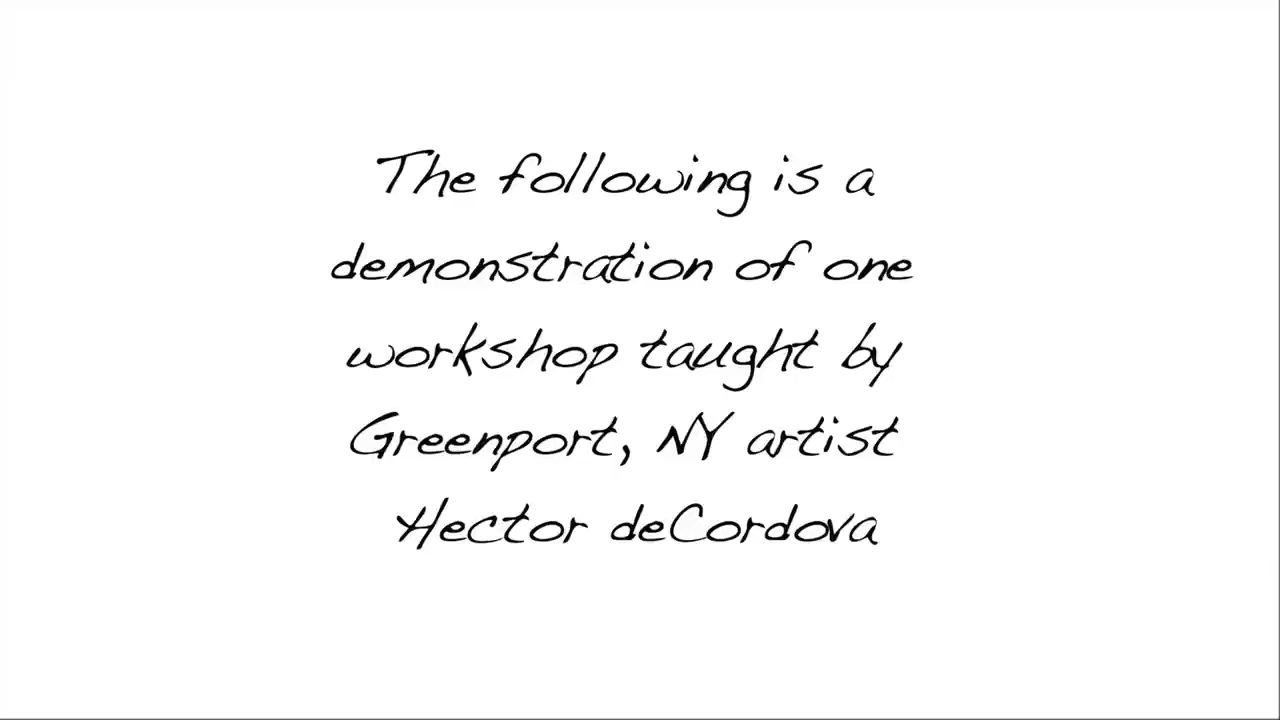 The following is a
demonstration of one
workshop taught by
Greenport, NY artist
Hector deCordova